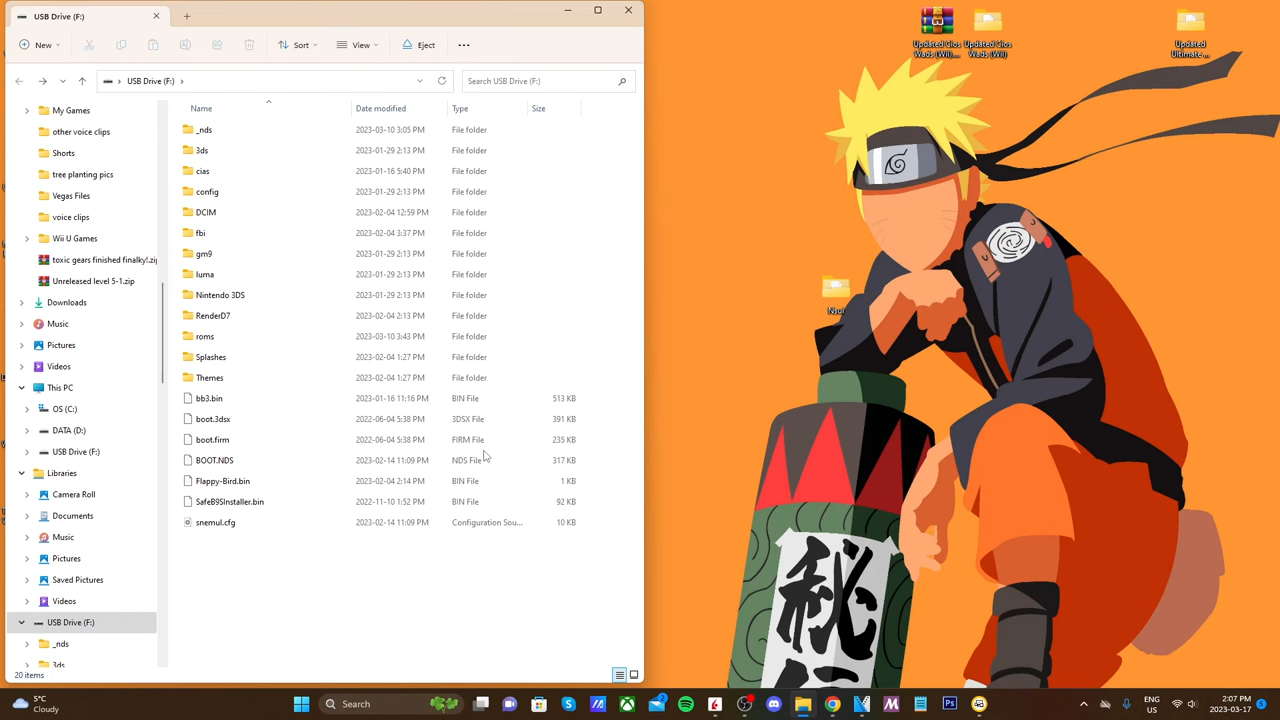 USB Drive (F:)
New
Sort
View
Eject
USB Drive (F:)
Search USB Drive (F:)
Name Date modified Type Size
_nds 2023-03-10 3:05 PM File folder
3ds 2023-01-29 2:13 PM File folder
cias 2023-01-16 5:40 PM File folder
config 2023-01-29 2:13 PM File folder
DCIM 2022-02-04 12:59 PM File folder
fbi 2022-02-04 3:37 PM File folder
gm9 2023-01-29 2:13 PM File folder
luma 2023-01-29 2:13 PM File folder
Nintendo 3DS 2023-01-29 2:13 PM File folder
RenderD7 2023-02-04 2:13 PM File folder
roms 2023-03-10 3:43 PM File folder
Splashes 2023-02-04 1:27 PM File folder
Themes 2023-02-04 1:27 PM File folder
bb3.bin 2023-01-16 11:16 PM BIN File 513 KB
boot.3dsx 2022-06-04 5:38 PM 3DSX File 391 KB
boot.firm 2022-06-04 5:38 PM FIRM File 235 KB
BOOT.NDS 2023-02-14 11:09 PM NDS File 317 KB
Flappy-Bird.bin 2023-02-04 2:14 PM BIN File 1 KB
SafeB9SInstaller.bin 2022-11-10 1:52 PM BIN File 92 KB
snemul.cfg 2023-02-14 11:09 PM Configuration Sou... 10 KB
My Games
other voice clips
Shorts
tree planting pics
Vegas Files
voice clips
Wii U Games
toxic gears finished finalky!.zip
Unreleased level 5-1.zip
Downloads
Music
Pictures
Videos
This PC
OS (C:)
DATA (D:)
USB Drive (F:)
Libraries
Camera Roll
Documents
Music
Pictures
Saved Pictures
Videos
USB Drive (F:)
_nds
3ds
20 items
Updated Cios
Wads (Wii)....
Updated Cios
Wads (Wii)
Updated
Ultimate ...
秘
5°C
Cloudy
Search
ENG
US
2:07 PM
2023-03-17